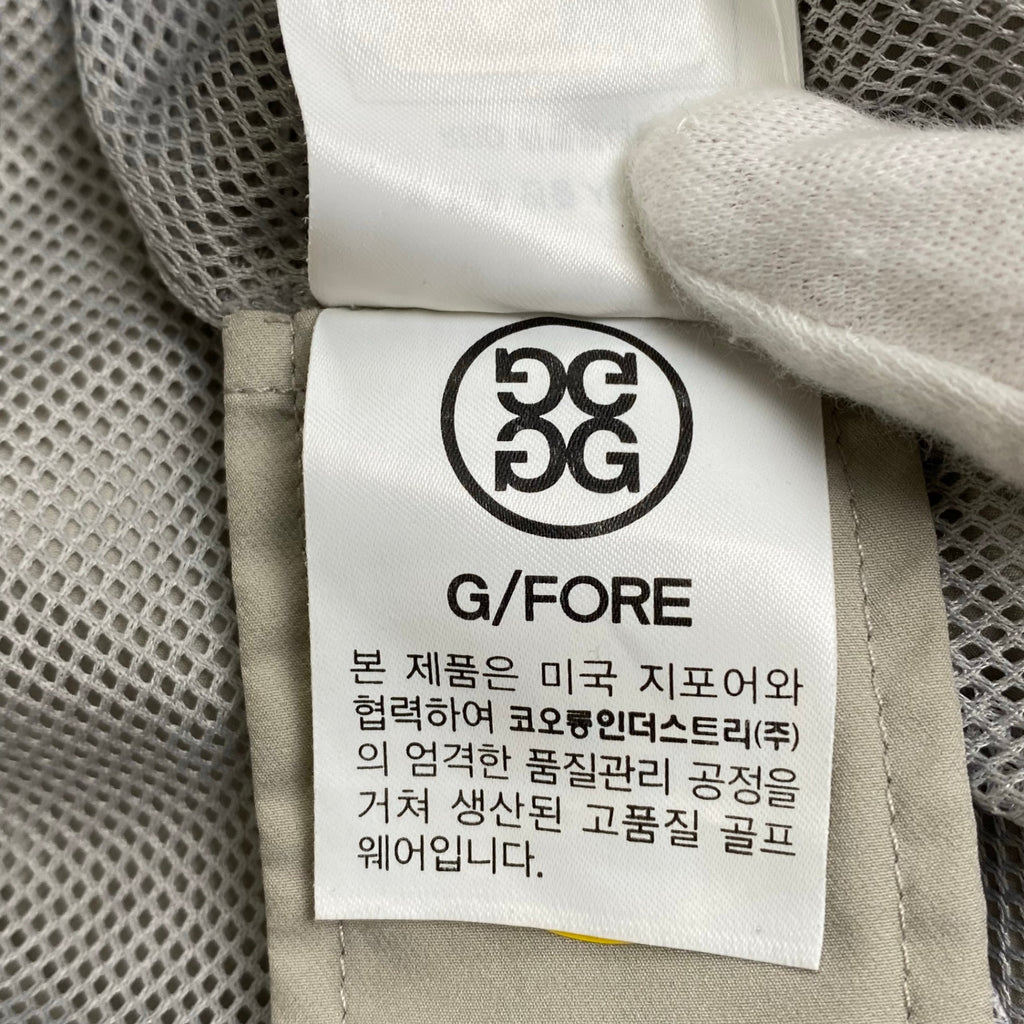 G/FORE
본 제품은 미국 지포어와
협력하여 코오롱인더스트리(주)
의 엄격한 품질관리 공정을
거쳐 생산된 고품질 골프
웨어입니다.